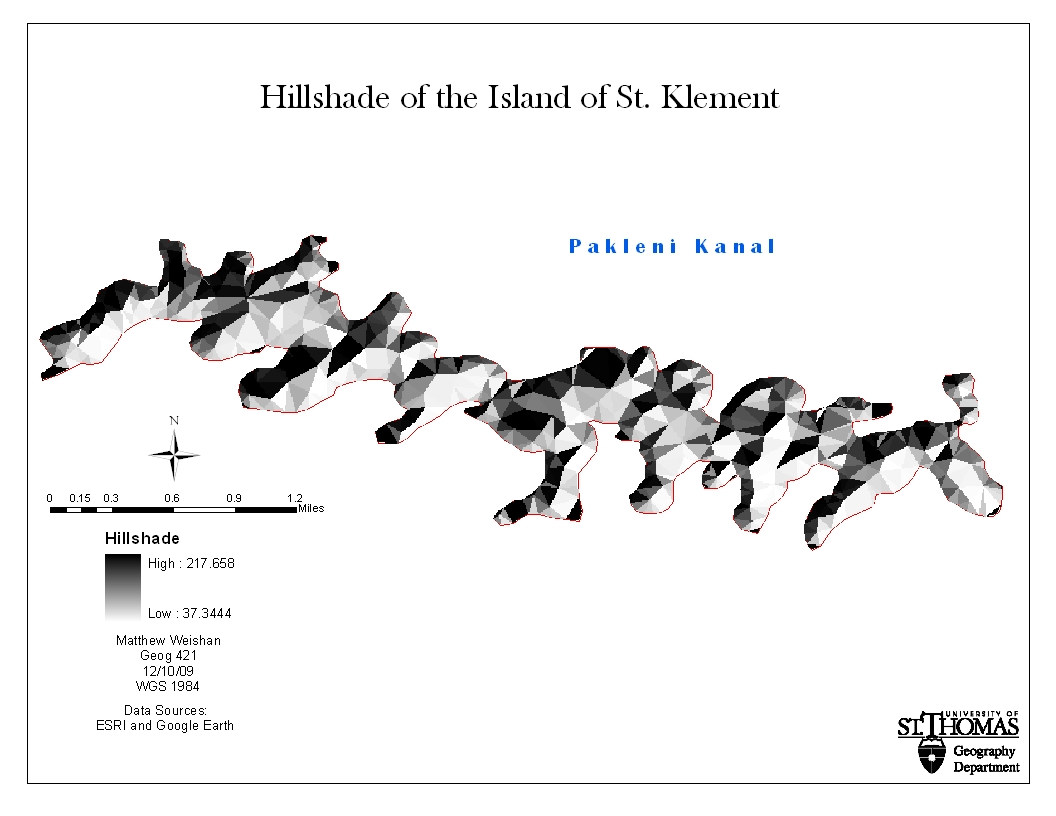 Hillshade of the Island of St. Klement
Pakleni Kanal
N
0 0.15 0.3 0.6 0.9 1.2
Miles
Hillshade
High : 217.658
Low : 37.3444
Matthew Weishan
Geog 421
12/10/09
WGS 1984
Data Sources:
ESRI and Google Earth
UNIVERSITY OF
ST. THOMAS
Geography
Department